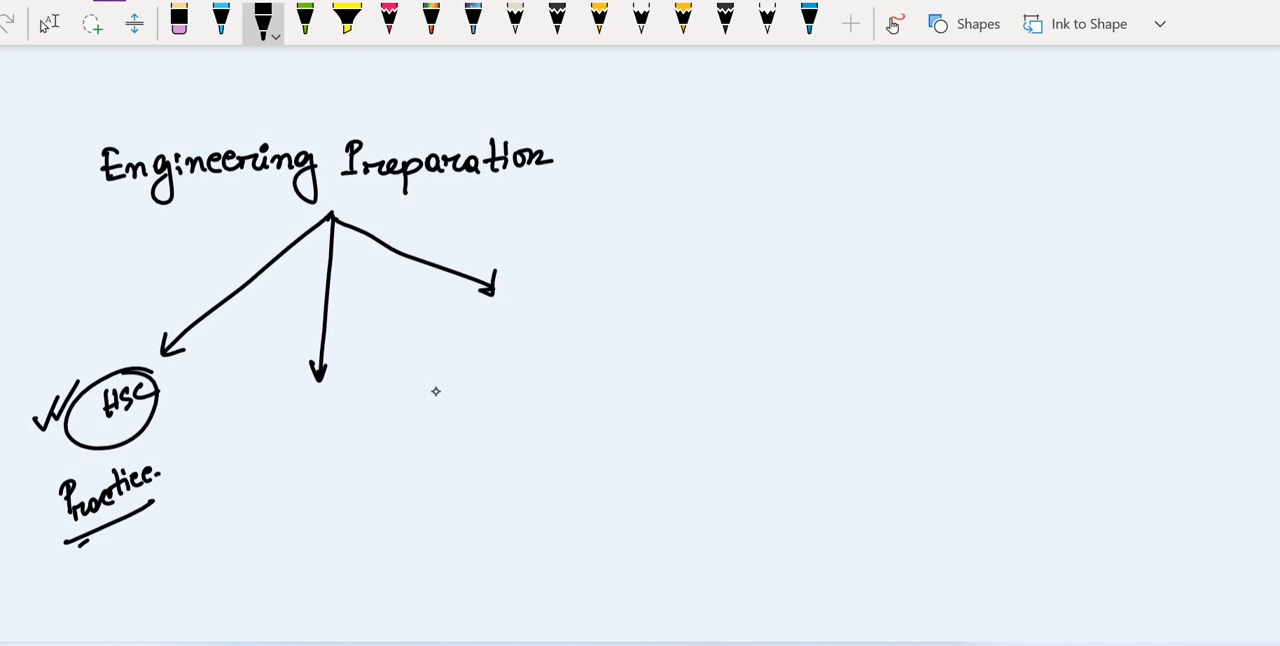 Shapes
Ink to Shape
Engineering Preparation
HSC
Practice.